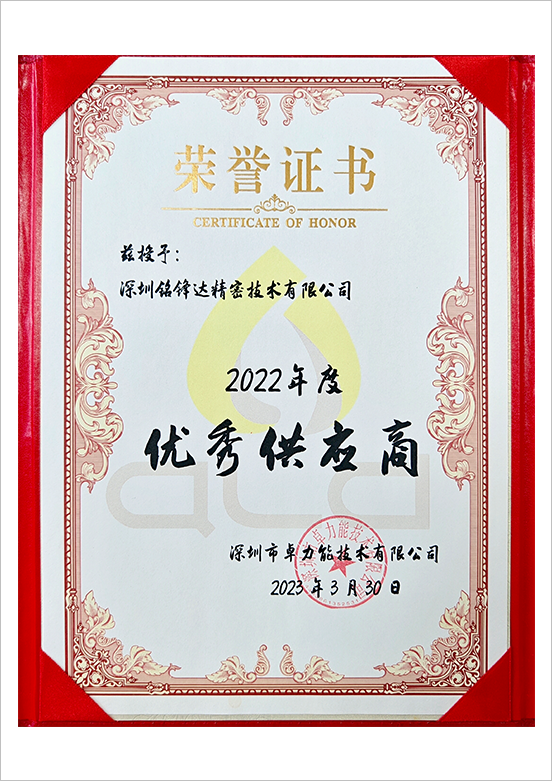 荣誉证书
CERTIFICATE OF HONOR
兹授予：
深圳铭锋达精密技术有限公司
2022年度
优秀供应商
深圳市卓力能技术有限公司
2023年3月30日